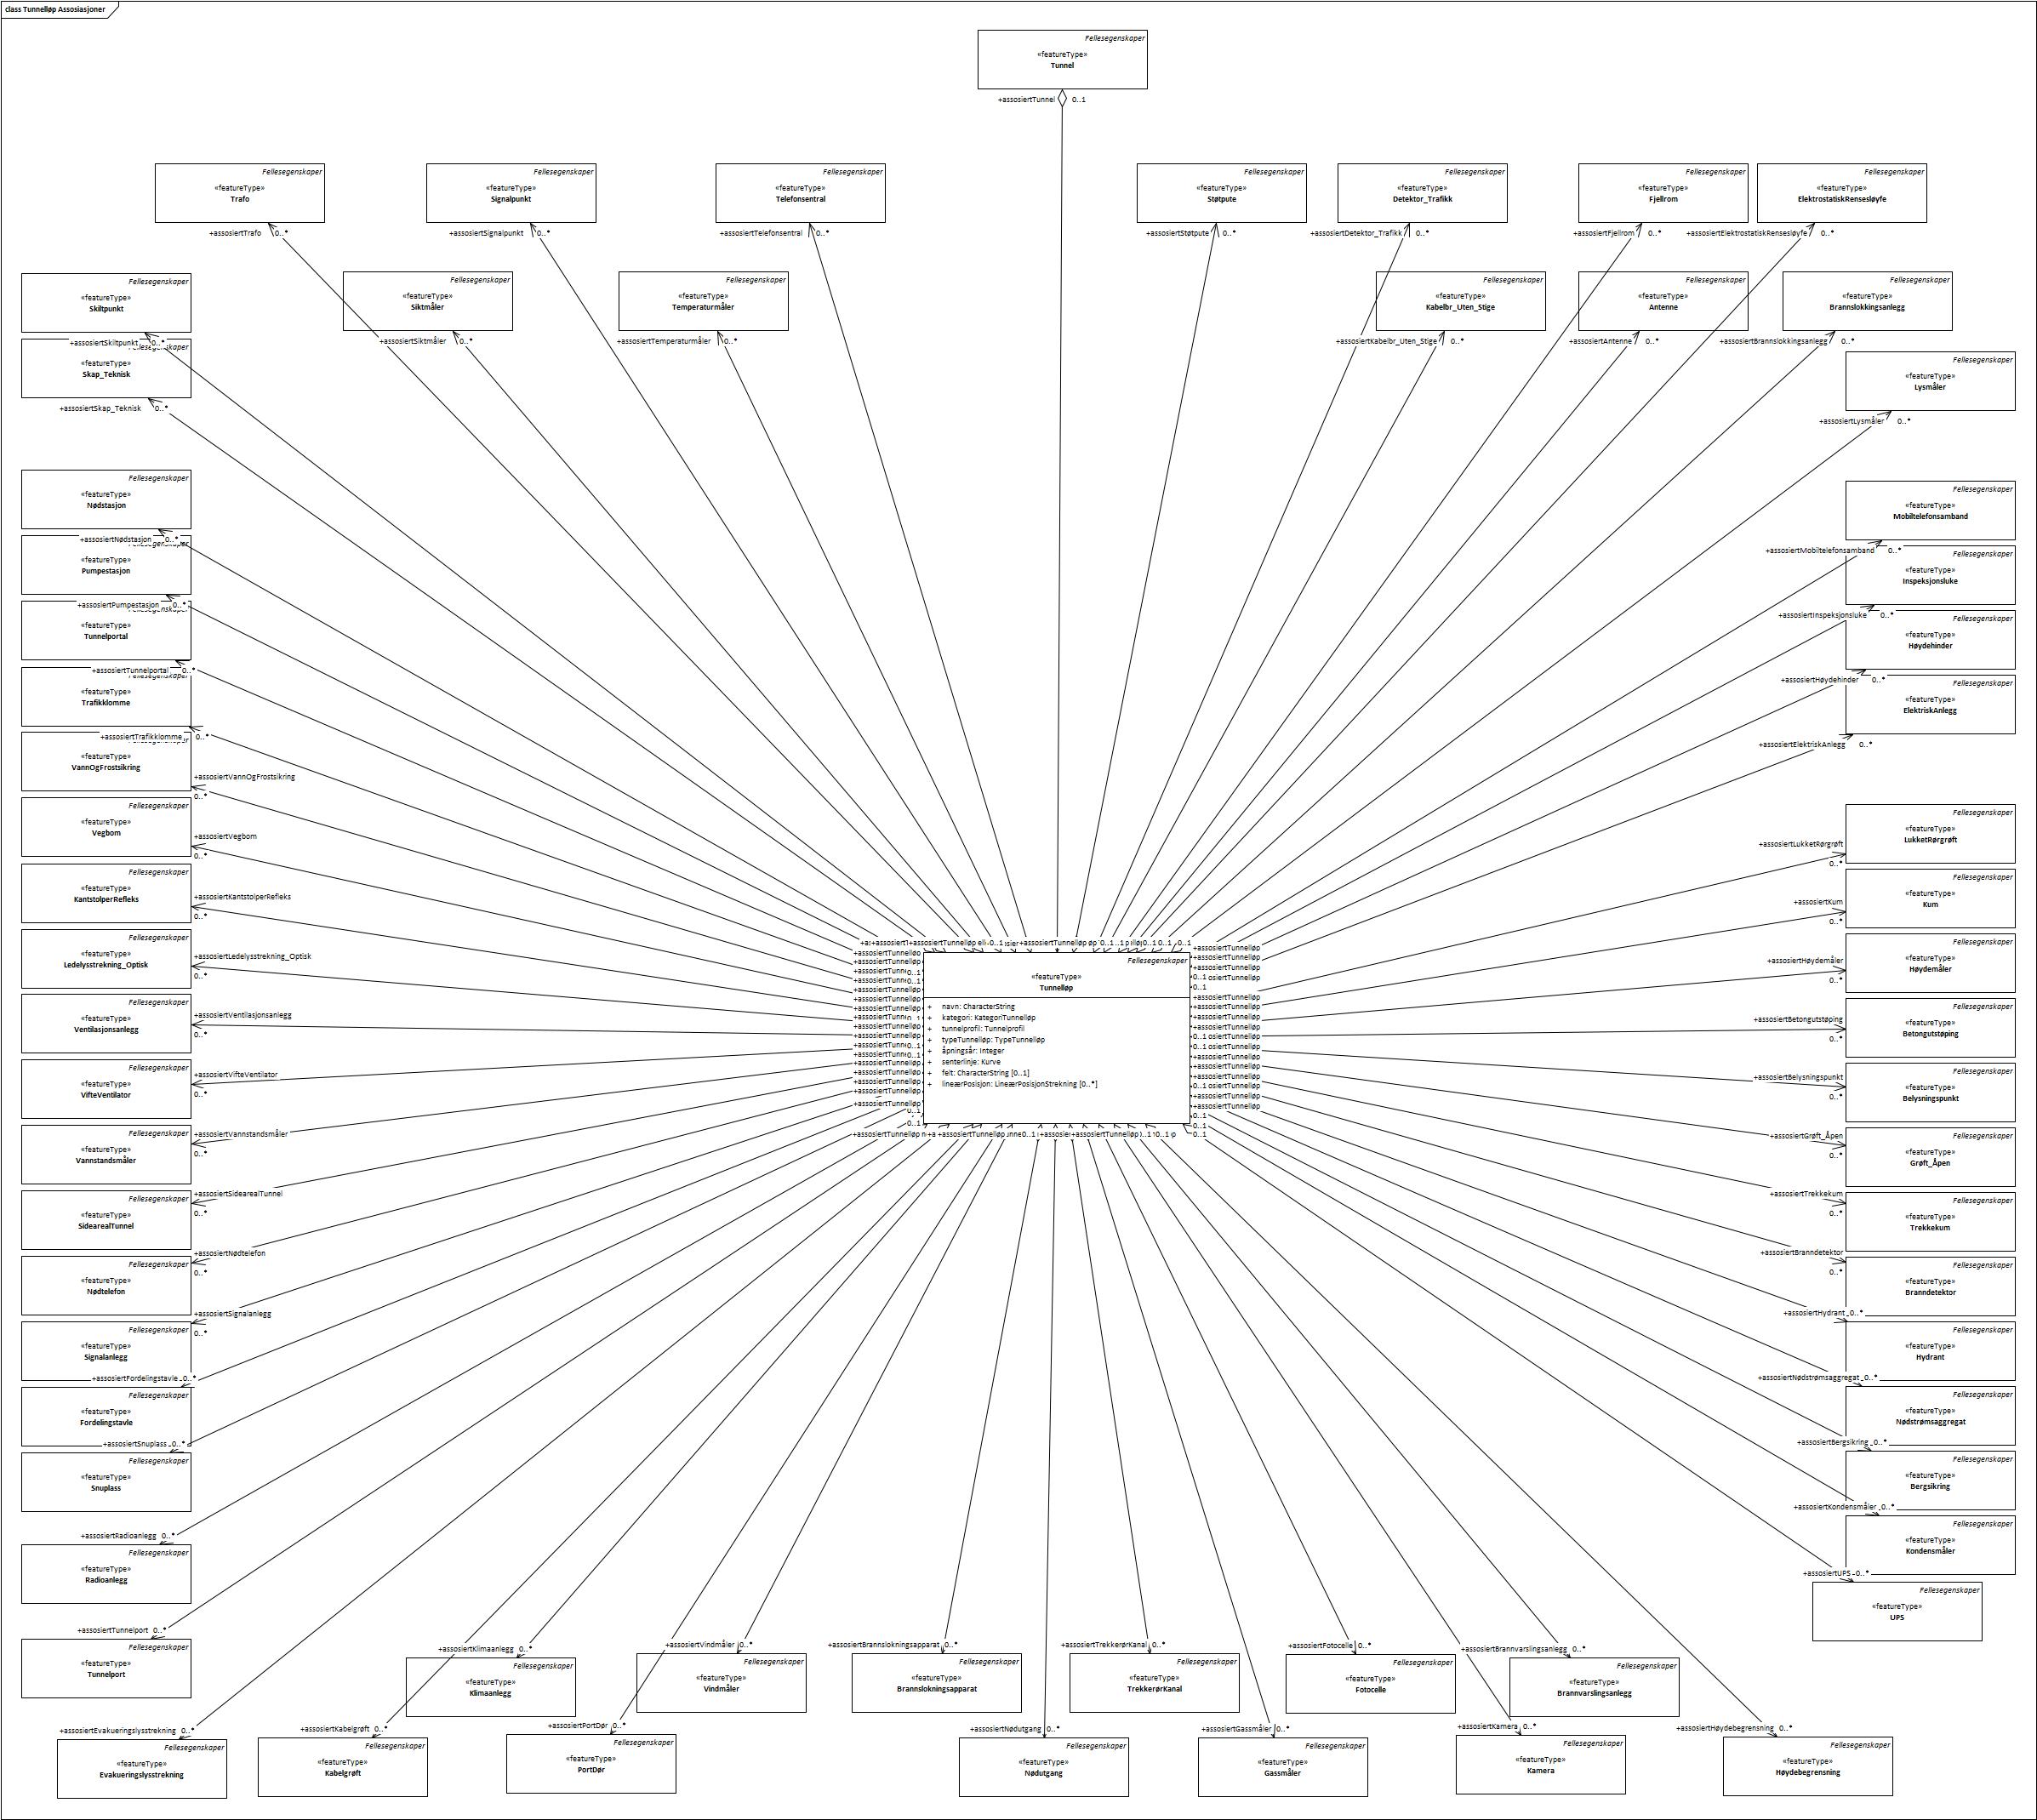 class Tunnelløp Assosiasjoner
Fellesegenskaper
«featureType»
Tunnel
+assosiertTunnel 0..1
Fellesegenskaper
«featureType»
Trafo
+assosiertTrafo 0..*
Fellesegenskaper
«featureType»
Signalpunkt
+assosiertSignalpunkt 0..*
Fellesegenskaper
«featureType»
Telefonsentral
+assosiertTelefonsentral 0..*
Fellesegenskaper
«featureType»
Støtpute
+assosiertStøtpute 0..*
Fellesegenskaper
«featureType»
Detektor_Trafikk
+assosiertDetektor_Trafikk 0..*
Fellesegenskaper
«featureType»
Fjellrom
+assosiertFjellrom 0..*
Fellesegenskaper
«featureType»
ElektrostatiskRensesløyfe
+assosiertElektrostatiskRensesløyfe 0..*
Fellesegenskaper
«featureType»
Skiltpunkt
+assosiertSkiltpunkt 0..*
Fellesegenskaper
«featureType»
Siktmåler
+assosiertSiktmåler 0..*
Fellesegenskaper
«featureType»
Temperaturmåler
+assosiertTemperaturmåler 0..*
Fellesegenskaper
«featureType»
Kabelbr_Uten_Stige
+assosiertKabelbr_Uten_Stige 0..*
Fellesegenskaper
«featureType»
Antenne
+assosiertAntenne 0..*
Fellesegenskaper
«featureType»
Brannslokkingsanlegg
+assosiertBrannslokkingsanlegg 0..*
«featureType»
Skap_Teknisk
+assosiertSkap_Teknisk 0..*
Fellesegenskaper
«featureType»
Lysmåler
+assosiertLysmåler 0..*
Fellesegenskaper
«featureType»
Nødstasjon
+assosiertNødstasjon 0..*
«featureType»
Pumpestasjon
+assosiertPumpestasjon 0..*
«featureType»
Tunnelportal
+assosiertTunnelportal 0..*
«featureType»
Trafikklomme
+assosiertTrafikklomme 0..*
«featureType»
VannOgFrostsikring
+assosiertVannOgFrostsikring
0..*
Fellesegenskaper
«featureType»
Vegbom
+assosiertVegbom
0..*
Fellesegenskaper
«featureType»
KantstolperRefleks
+assosiertKantstolperRefleks
0..*
Fellesegenskaper
«featureType»
Ledelysstrekning_Optisk
+assosiertLedelysstrekning_Optisk
0..*
Fellesegenskaper
«featureType»
Ventilasjonsanlegg
+assosiertVentilasjonsanlegg
0..*
Fellesegenskaper
«featureType»
VifteVentilator
+assosiertVifteVentilator
0..*
Fellesegenskaper
«featureType»
Vannstandsmåler
+assosiertVannstandsmåler
0..*
Fellesegenskaper
«featureType»
SidearealTunnel
+assosiertSidearealTunnel
0..*
Fellesegenskaper
«featureType»
Nødtelefon
+assosiertNødtelefon
0..*
Fellesegenskaper
«featureType»
Signalanlegg
+assosiertSignalanlegg
0..*
+assosiertFordelingstavle 0..*
Fellesegenskaper
«featureType»
Fordelingstavle
+assosiertSnuplass 0..*
Fellesegenskaper
«featureType»
Snuplass
+assosiertRadioanlegg 0..*
Fellesegenskaper
«featureType»
Radioanlegg
+assosiertTunnelport 0..*
Fellesegenskaper
«featureType»
Tunnelport
Fellesegenskaper
«featureType»
Tunnelløp
+ navn: CharacterString
+ kategori: KategoriTunnelløp
+ tunnelprofil: Tunnelprofil
+ typeTunnelløp: TypeTunnelløp
+ åpningsår: Integer
+ senterlinje: Kurve
+ felt: CharacterString [0..1]
+ lineærPosisjon: LineærPosisjonStrekning [0..*]
+assosiertTunnelløp
0..1
Fellesegenskaper
«featureType»
Mobiltelefonsamband
+assosiertMobiltelefonsamband 0..*
Fellesegenskaper
«featureType»
Inspeksjonsluke
+assosiertInspeksjonsluke 0..*
Fellesegenskaper
«featureType»
Høydehinder
+assosiertHøydehinder 0..*
Fellesegenskaper
«featureType»
ElektriskAnlegg
+assosiertElektriskAnlegg 0..*
Fellesegenskaper
«featureType»
LukketRørgrøft
+assosiertLukketRørgrøft
0..*
Fellesegenskaper
«featureType»
Kum
+assosiertKum
0..*
Fellesegenskaper
«featureType»
Høydemåler
+assosiertHøydemåler
0..*
Fellesegenskaper
«featureType»
Betongutstøping
+assosiertBetongutstøping
0..*
Fellesegenskaper
«featureType»
Belysningspunkt
+assosiertBelysningspunkt
0..*
Fellesegenskaper
«featureType»
Grøft_Åpen
+assosiertGrøft_Åpen
0..*
Fellesegenskaper
«featureType»
Trekkekum
+assosiertTrekkekum
0..*
Fellesegenskaper
«featureType»
Branndetektor
+assosiertBranndetektor
0..*
+assosiertHydrant 0..*
Fellesegenskaper
«featureType»
Hydrant
+assosiertNødstrømsaggregat 0..*
Fellesegenskaper
«featureType»
Nødstrømsaggregat
+assosiertBergsikring 0..*
Fellesegenskaper
«featureType»
Bergsikring
+assosiertKondensmåler 0..*
Fellesegenskaper
«featureType»
Kondensmåler
+assosiertUPS 0..*
Fellesegenskaper
«featureType»
UPS
+assosiertKlimaanlegg 0..*
Fellesegenskaper
«featureType»
Klimaanlegg
+assosiertVindmåler 0..*
Fellesegenskaper
«featureType»
Vindmåler
+assosiertBrannslokningsapparat 0..*
Fellesegenskaper
«featureType»
Brannslokningsapparat
+assosiertTrekkerørKanal 0..*
Fellesegenskaper
«featureType»
TrekkerørKanal
+assosiertFotocelle 0..*
Fellesegenskaper
«featureType»
Fotocelle
+assosiertBrannvarslingsanlegg 0..*
Fellesegenskaper
«featureType»
Brannvarslingsanlegg
+assosiertEvakueringslysstrekning 0..*
Fellesegenskaper
«featureType»
Evakueringslysstrekning
+assosiertKabelgrøft 0..*
Fellesegenskaper
«featureType»
Kabelgrøft
+assosiertPortDør 0..*
Fellesegenskaper
«featureType»
PortDør
+assosiertNødutgang 0..*
Fellesegenskaper
«featureType»
Nødutgang
+assosiertGassmåler 0..*
Fellesegenskaper
«featureType»
Gassmåler
+assosiertKamera 0..*
Fellesegenskaper
«featureType»
Kamera
+assosiertHøydebegrensning 0..*
Fellesegenskaper
«featureType»
Høydebegrensning